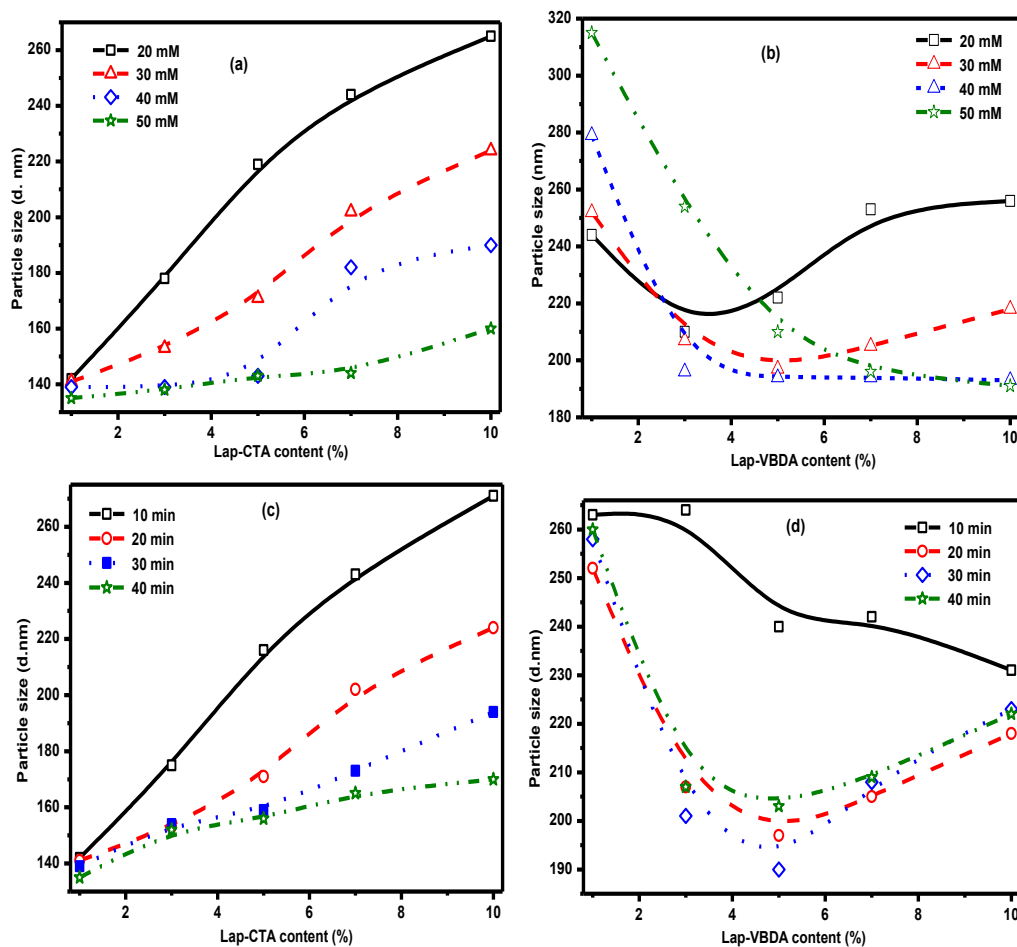 (a)
20 mM
30 mM
40 mM
50 mM
Particle size (d. nm)
260
240
220
200
180
160
140
2 4 6 8 10
Lap-CTA content (%)
(b)
20 mM
30 mM
40 mM
50 mM
Particle size (nm)
320
300
280
260
240
220
200
180
2 4 6 8 10
Lap-VBDA content (%)
(c)
10 min
20 min
30 min
40 min
Particle size (d.nm)
260
240
220
200
180
160
140
2 4 6 8 10
Lap-CTA content (%)
(d)
10 min
20 min
30 min
40 min
Particle size (d.nm)
260
250
240
230
220
210
200
190
2 4 6 8 10
Lap-VBDA content (%)